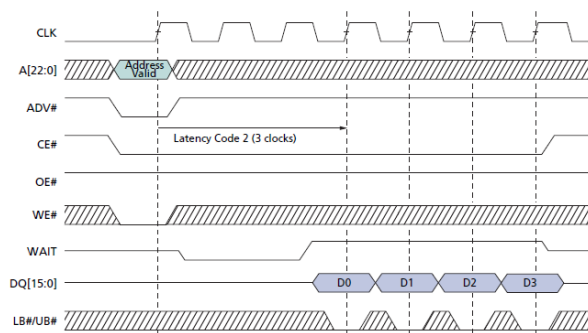 CLK
A[22:0]
Address
Valid
ADV#
Latency Code 2 (3 clocks)
CE#
OE#
WE#
WAIT
DQ[15:0]
D0 D1 D2 D3
LB#/UB#